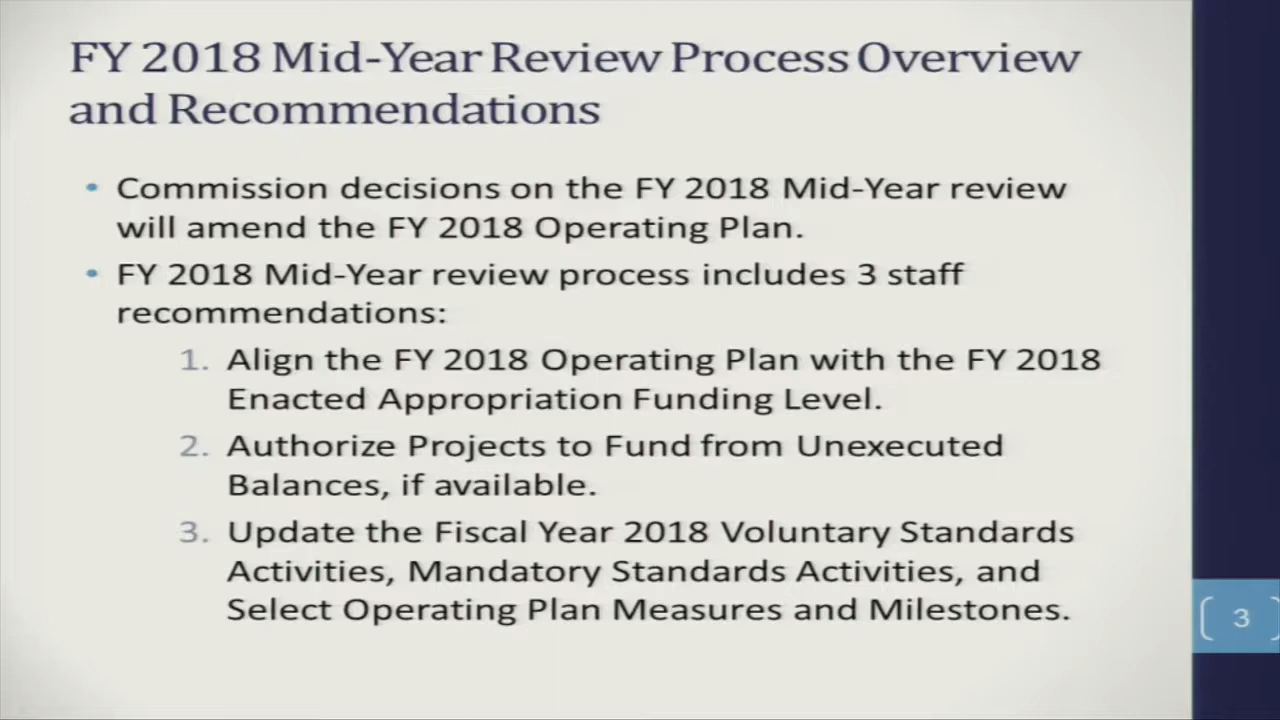 FY 2018 Mid-Year Review Process Overview
and Recommendations
• Commission decisions on the FY 2018 Mid-Year review
will amend the FY 2018 Operating Plan.
• FY 2018 Mid-Year review process includes 3 staff
recommendations:
1. Align the FY 2018 Operating Plan with the FY 2018
Enacted Appropriation Funding Level.
2. Authorize Projects to Fund from Unexecuted
Balances, if available.
3. Update the Fiscal Year 2018 Voluntary Standards
Activities, Mandatory Standards Activities, and
Select Operating Plan Measures and Milestones.
3